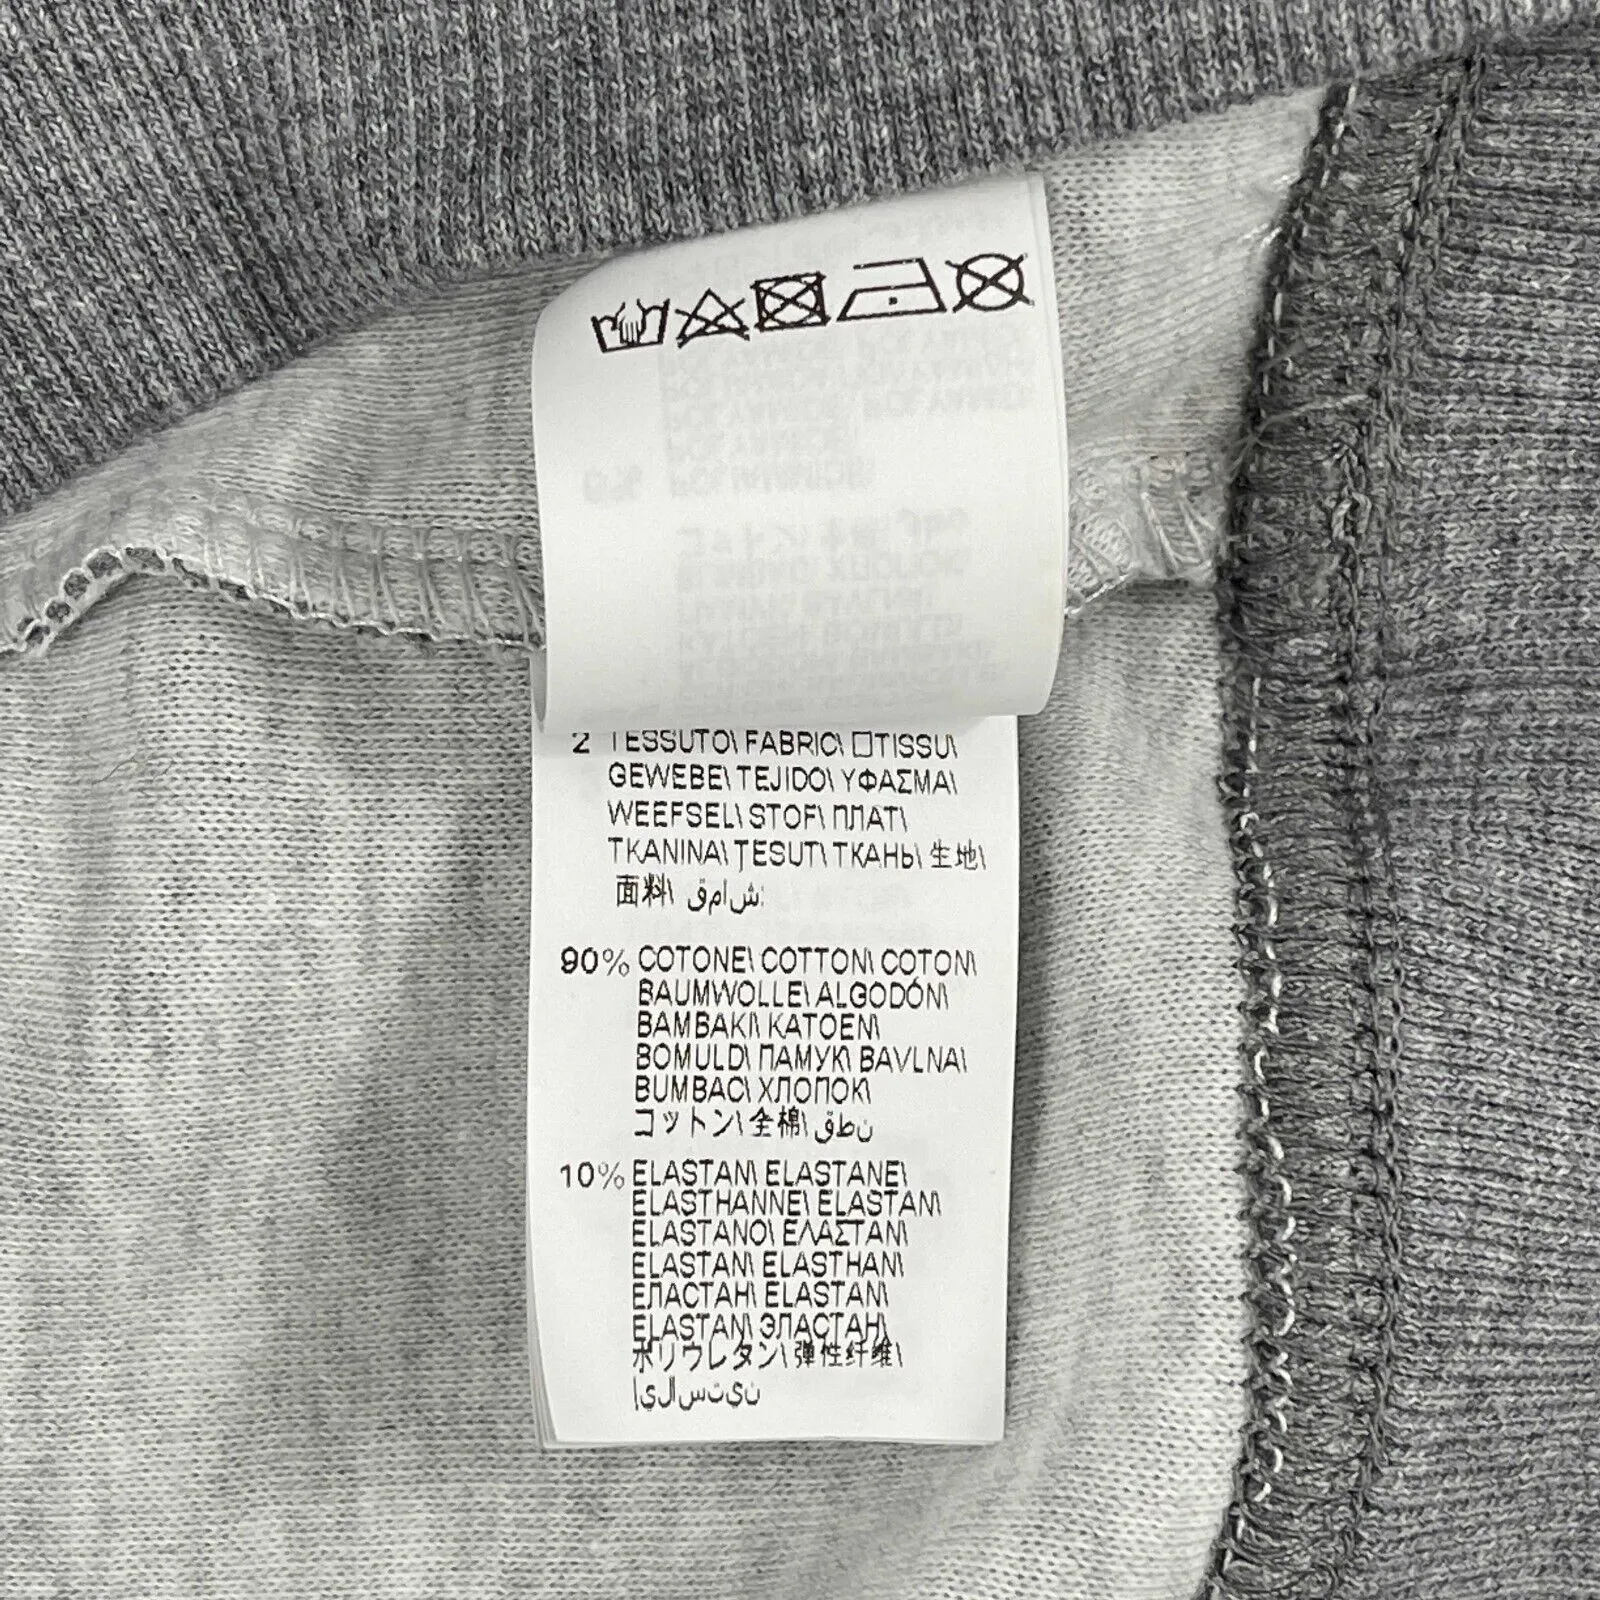 2 TESSUTO\ FABRIC\ □TISSU\
GEWEBE\ TEJIDO\ ΥΦΑΣΜΑ\
WEEFSEL\ STOF\ ПЛАТ\
TKANINA\ ŢESUT\ ТКАНЬ\ 生地\
面料\ قماش:
90% COTONE\ COTTON\ COTON\
BAUMWOLLE\ ALGODÓN\
BAMBAKI\ KATOEN\
BOMULD\ ПАМУК\ BAVLNA\
BUMBAC\ ХЛОПОК\
コットン\ 全棉\ قطن
10% ELASTAN\ ELASTANE\
ELASTHANNE\ ELASTAN\
ELASTANO\ ΕΛΑΣΤΑΝ\
ELASTAN\ ELASTHAN\
ЕЛАСТАН\ ELASTAN\
ELASTAN\ ЭЛАСТАН\
ポリウレタン\ 弹性纤维\
إيلاستين